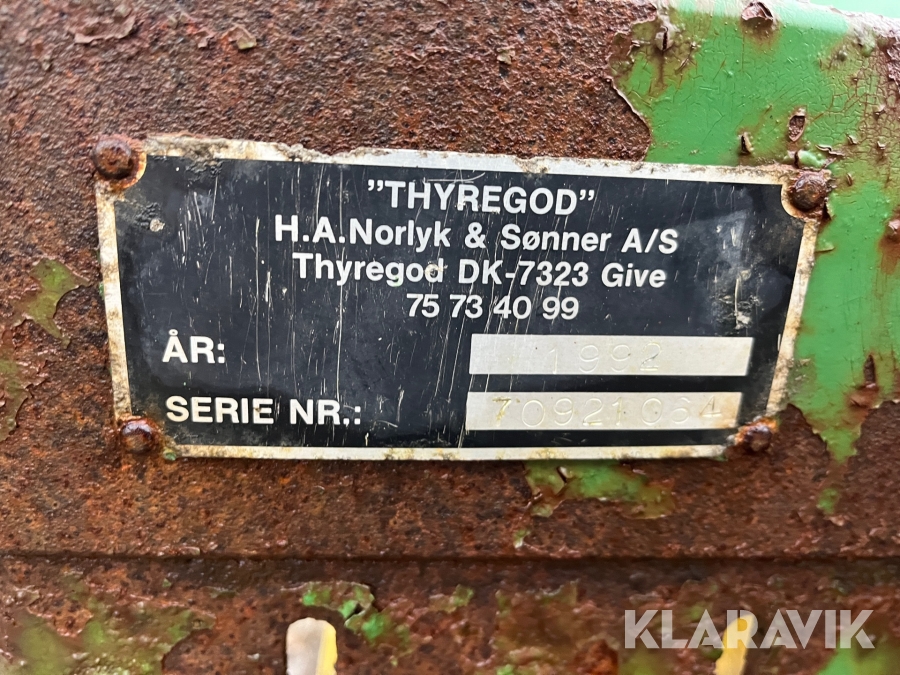 "THYREGOD"
H.A.Norlyk & Sønner A/S
Thyregod DK-7323 Give
75 73 40 99
ÅR: 1992
SERIE NR.: 70921064
KLARAVIK